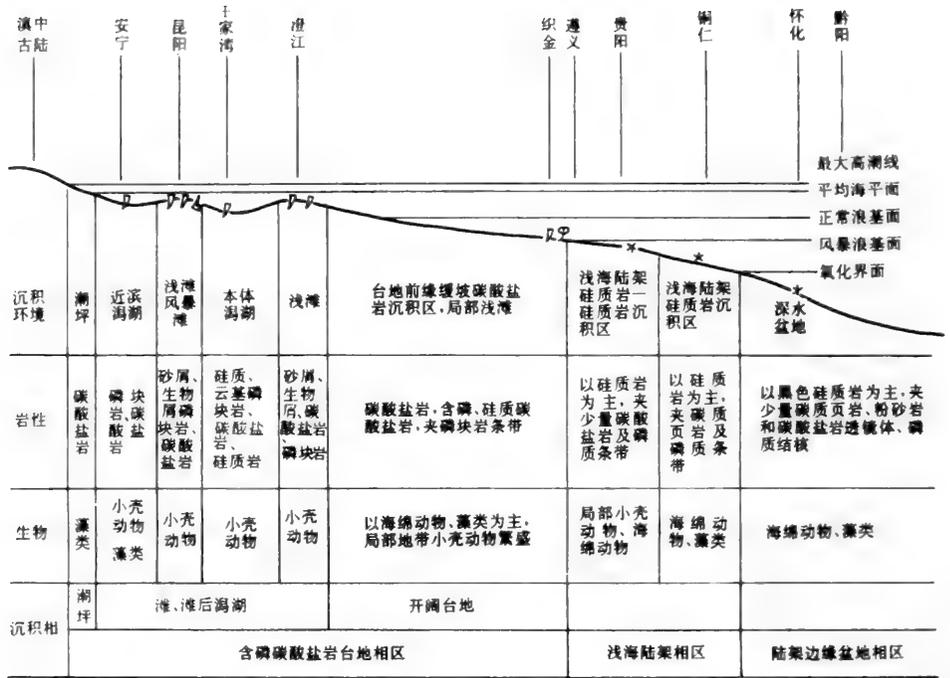 滇中
古陆
安宁
昆阳
干家湾
澄江
织金
遵义
贵阳
铜仁
怀化
黔阳
最大高潮线
平均海平面
正常浪基面
风暴浪基面
氧化界面
沉积
环境
潮
坪
近滨
潟湖
浅滩
风暴
滩
本体
潟湖
浅滩
台地前缘缓坡碳酸盐
岩沉积区,局部浅滩
浅海陆架
硅质岩—
硅质岩沉
积区
浅海陆架
硅质岩沉
积区
深水
盆地
岩性
碳
酸
盐
岩
磷块
岩、碳
酸盐
岩
砂屑、
生物
屑磷
块岩、
碳酸
盐岩
硅质、
云基磷
块岩、
碳酸盐
岩、
硅质岩
砂屑、
生物
屑、碳
酸盐岩
、
磷块岩
碳酸盐岩,含磷、硅质碳
酸盐岩,夹磷块岩条带
以硅质岩
为主,夹
少量碳酸
盐岩及磷
质条带
以硅质
岩为主,
夹碳质
页岩及
磷质条
带
以黑色硅质岩为主,夹
少量碳质页岩、粉砂岩
和碳酸盐岩透镜体、磷
质结核
生物
藻
类
小壳
动物
藻类
小壳
动物
小壳
动物
小壳
动物
以海绵动物、藻类为主,
局部地带小壳动物繁盛
局部小壳
动物、海
绵动物
海绵动
物、藻类
海绵动物、藻类
沉积相
潮
坪
滩、滩后潟湖
开阔台地
含磷碳酸盐岩台地相区
浅海陆架相区
陆架边缘盆地相区